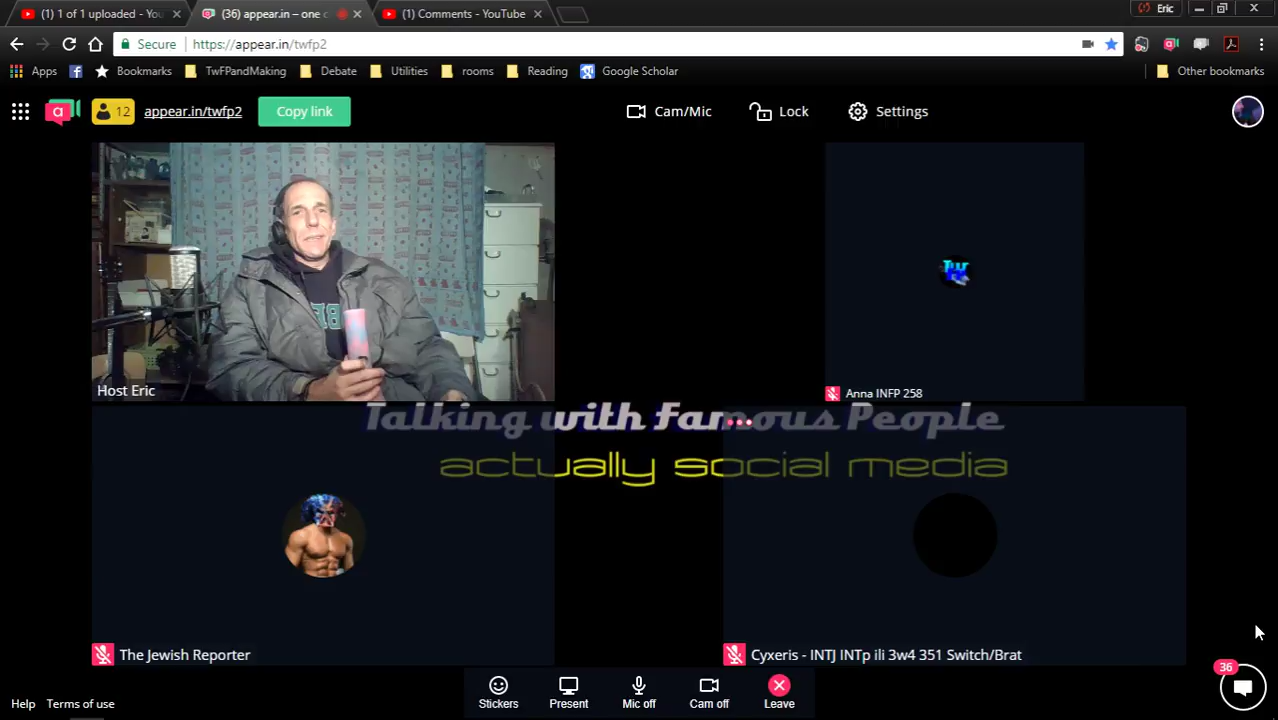 (1) 1 of 1 uploaded - You
(36) appear.in – one c
(1) Comments - YouTube
Eric
Secure
https://appear.in/twfp2
Apps
Bookmarks
TwFPandMaking
Debate
Utilities
rooms
Reading
Google Scholar
Other bookmarks
a
12
appear.in/twfp2
Copy link
Cam/Mic
Lock
Settings
Host Eric
Anna INFP 258
Talking with Famous People
actually social media
The Jewish Reporter
Cyxeris - INTJ INTp ili 3w4 351 Switch/Brat
36
Help
Terms of use
Stickers
Present
Mic off
Cam off
Leave